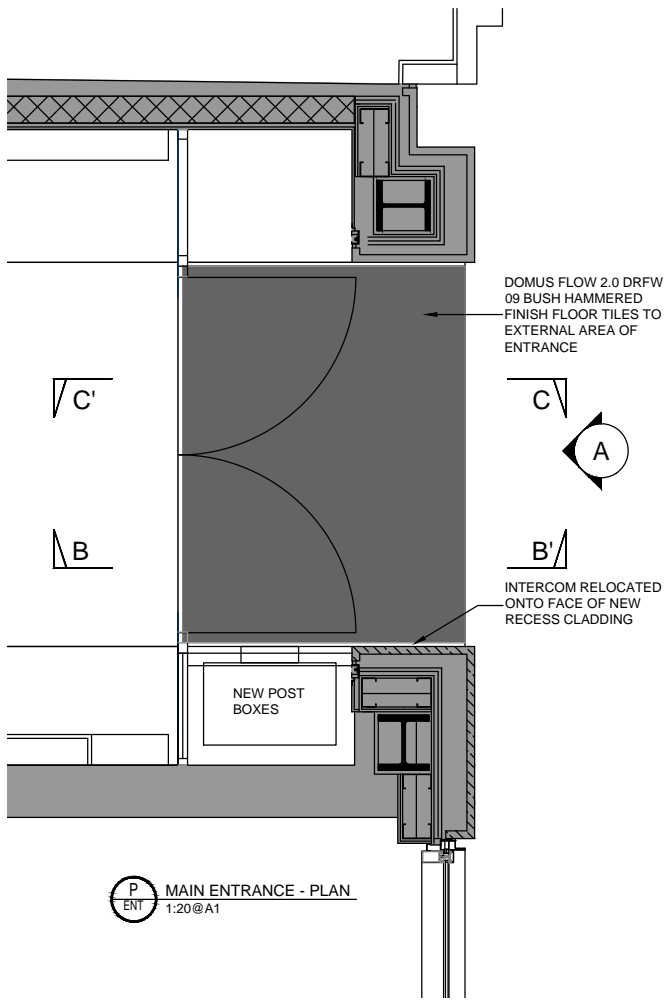 DOMUS FLOW 2.0 DRFW
09 BUSH HAMMERED
FINISH FLOOR TILES TO
EXTERNAL AREA OF
ENTRANCE
C'
C
A
B
B'
INTERCOM RELOCATED
ONTO FACE OF NEW
RECESS CLADDING
NEW POST
BOXES
P
ENT
MAIN ENTRANCE - PLAN
1:20@A1